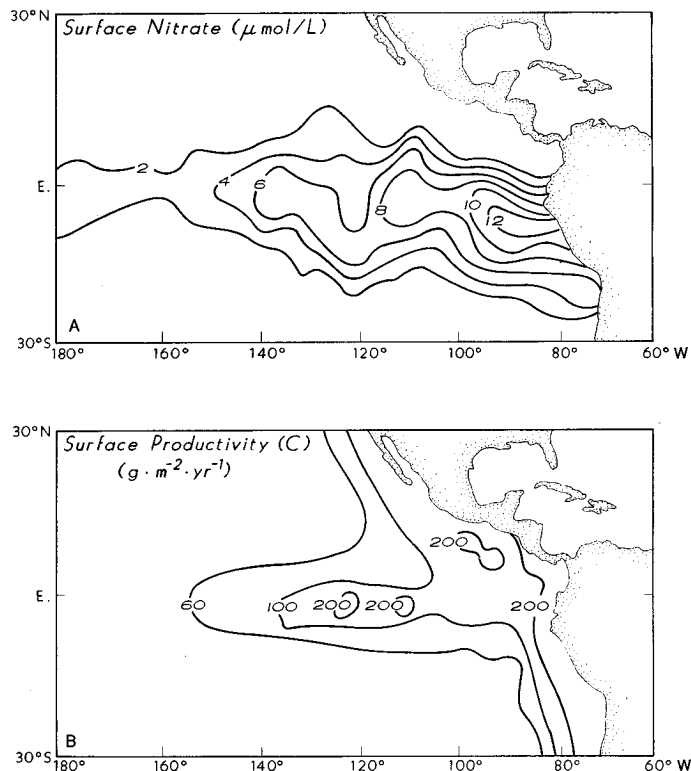 30°N
Surface Nitrate (μmol/L)
2
4
6
8
10
12
E.
A
30°S
180° 160° 140° 120° 100° 80° 60° W
30°N
Surface Productivity (C)
(g·m⁻²·yr⁻¹)
200
E.
60 100 200 200 200
B
30°S
180° 160° 140° 120° 100° 80° 60° W